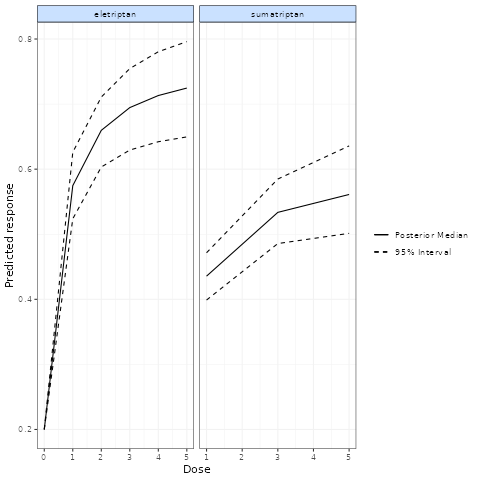 eletriptan sumatriptan
0.8
0.6
0.4
0.2
Predicted response
0 1 2 3 4 5 1 2 3 4 5
Dose
Posterior Median
95% Interval